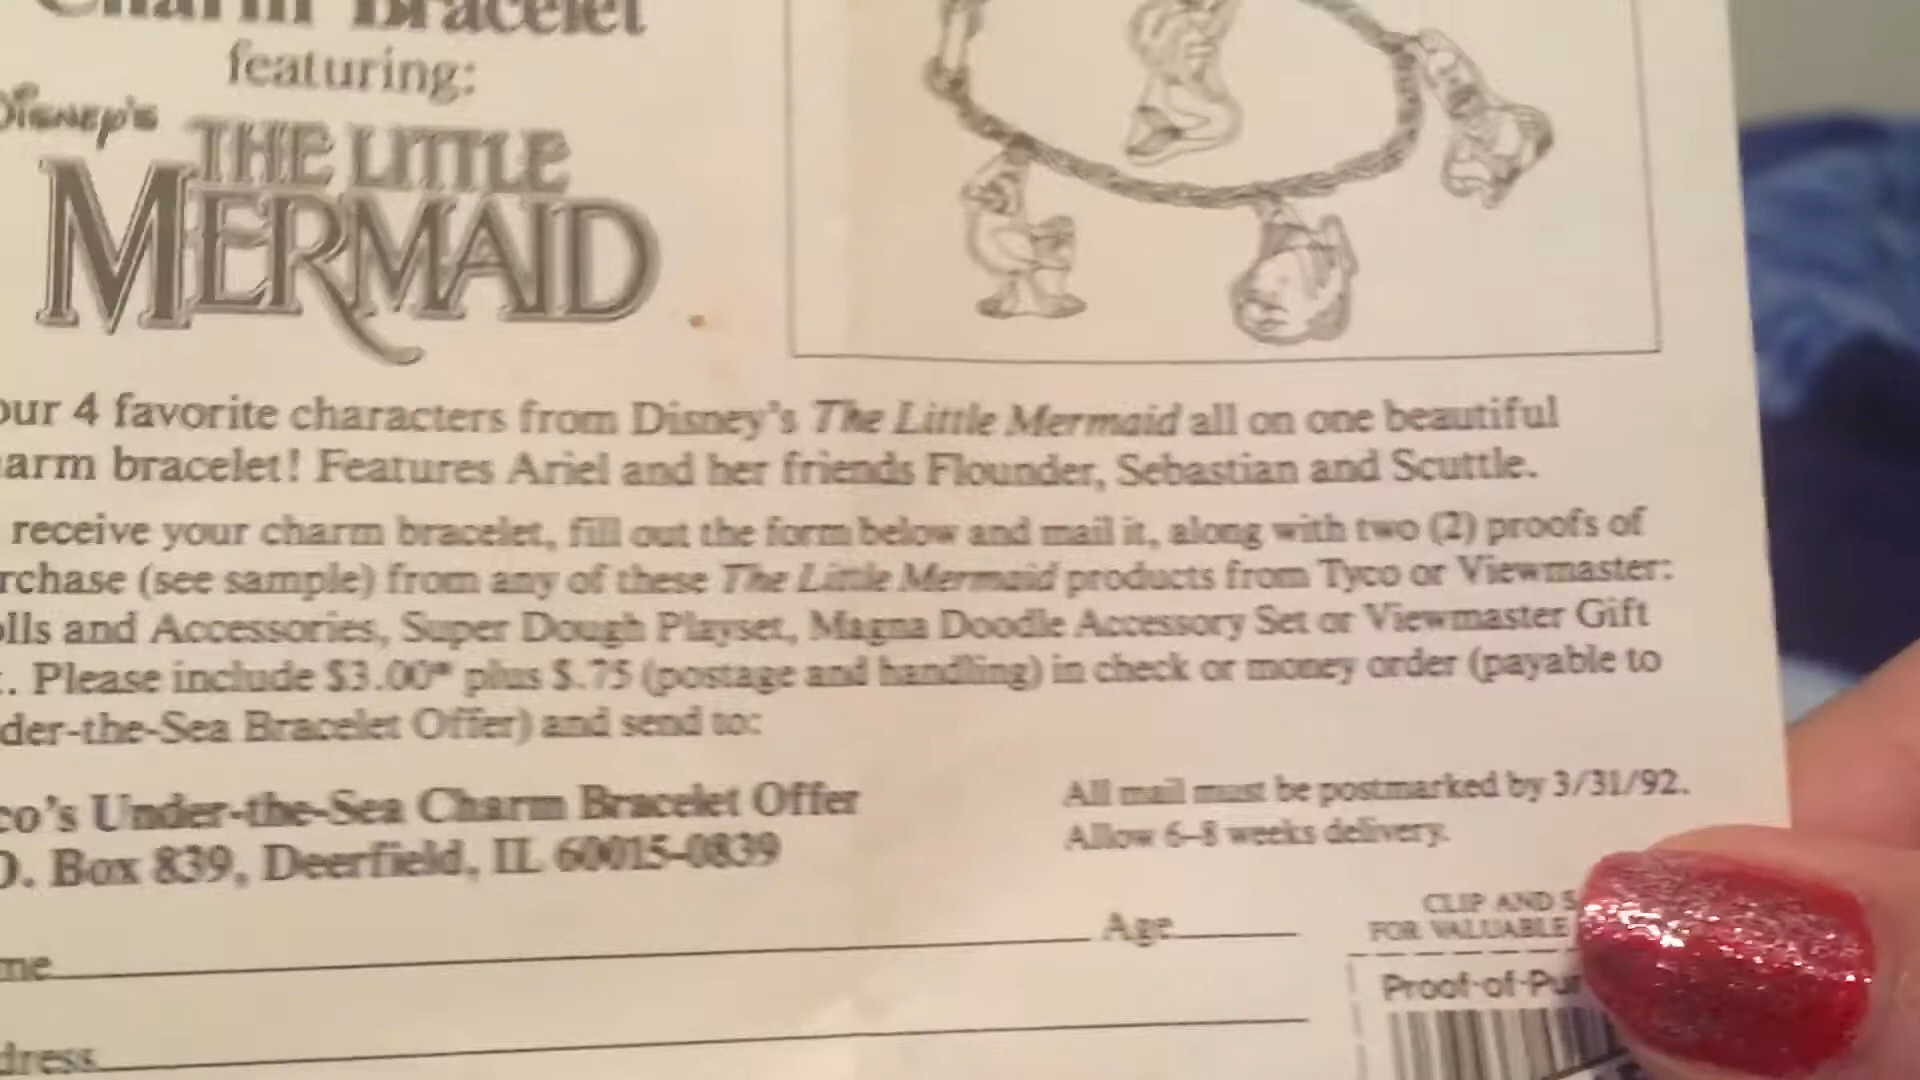 Charm Bracelet
featuring:
Disney's
THE LITTLE
MERMAID
our 4 favorite characters from Disney's The Little Mermaid all on one beautiful
arm bracelet! Features Ariel and her friends Flounder, Sebastian and Scuttle.
receive your charm bracelet, fill out the form below and mail it, along with two (2) proofs of
rchase (see sample) from any of these The Little Mermaid products from Tyco or Viewmaster:
olls and Accessories, Super Dough Playset, Magna Doodle Accessory Set or Viewmaster Gift
. Please include $3.00* plus $.75 (postage and handling) in check or money order (payable to
der-the-Sea Bracelet Offer) and send to:
co's Under-the-Sea Charm Bracelet Offer
O. Box 839, Deerfield, IL 60015-0839
All mail must be postmarked by 3/31/92.
Allow 6-8 weeks delivery.
me
Age
dress
CLIP AND S
FOR VALUABLE
Proof-of-Pur